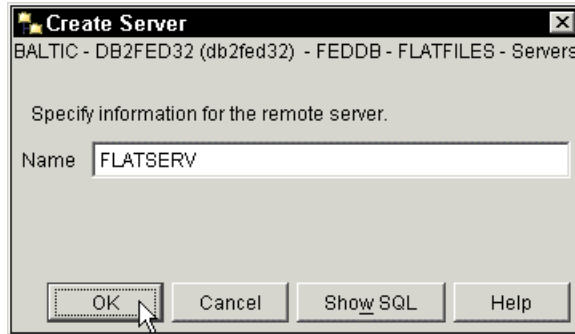 Create Server
BALTIC - DB2FED32 (db2fed32) - FEDDB - FLATFILES - Servers
Specify information for the remote server.
Name FLATSERV
OK Cancel Show SQL Help